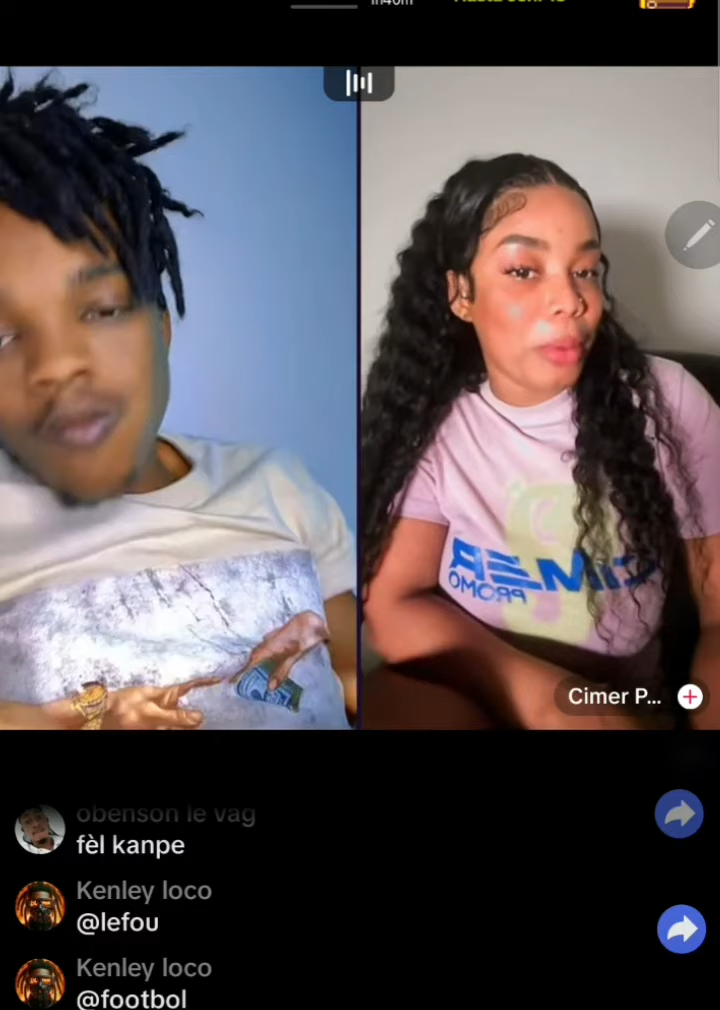 CIMER
PROMO
Cimer P...
obenson le vag
fèl kanpe
Kenley loco
@lefou
Kenley loco
@footbol